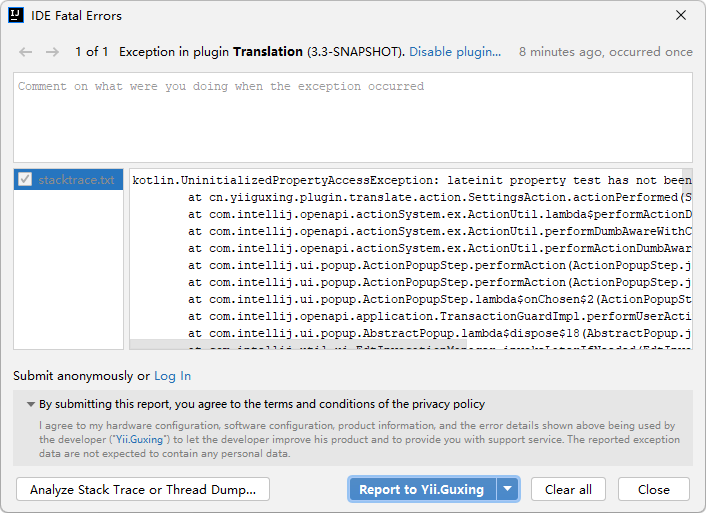 IDE Fatal Errors
1 of 1 Exception in plugin Translation (3.3-SNAPSHOT). Disable plugin... 8 minutes ago, occurred once
Comment on what were you doing when the exception occurred
stacktrace.txt
kotlin.UninitializedPropertyAccessException: lateinit property test has not been
at cn.yiiguxing.plugin.translate.action.SettingsAction.actionPerformed(S
at com.intellij.openapi.actionSystem.ex.ActionUtil.lambda$performActionD
at com.intellij.openapi.actionSystem.ex.ActionUtil.performDumbAwareWithC
at com.intellij.openapi.actionSystem.ex.ActionUtil.performActionDumbAwar
at com.intellij.ui.popup.ActionPopupStep.performAction(ActionPopupStep.j
at com.intellij.ui.popup.ActionPopupStep.performAction(ActionPopupStep.j
at com.intellij.ui.popup.ActionPopupStep.lambda$onChosen$2(ActionPopupSt
at com.intellij.openapi.application.TransactionGuardImpl.performUserActi
at com.intellij.ui.popup.AbstractPopup.lambda$dispose$18(AbstractPopup.j
at com.intellij.util.ui.EdtInvocationManager.invokeLaterIfNeeded(EdtInvo
Submit anonymously or Log In
By submitting this report, you agree to the terms and conditions of the privacy policy
I agree to my hardware configuration, software configuration, product information, and the error details shown above being used
by the developer ("Yii.Guxing") to let the developer improve his product and to provide you with support service. The reported exception
data are not expected to contain any personal data.
Analyze Stack Trace or Thread Dump... Report to Yii.Guxing Clear all Close